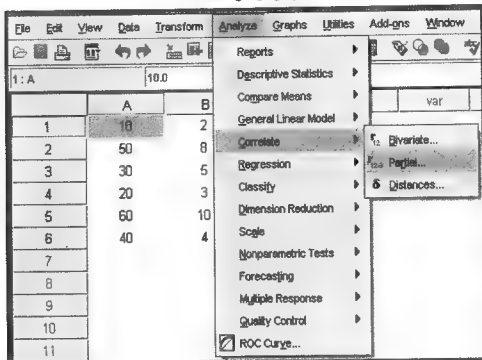 File Edit View Data Transform Analyze Graphs Utilities Add-ons Window
1 : A 10.0
A B var
1 10 2
2 50 8
3 30 5
4 20 3
5 60 10
6 40 4
7
8
9
10
11
Reports
Descriptive Statistics
Compare Means
General Linear Model
Correlate
Regression
Classify
Dimension Reduction
Scale
Nonparametric Tests
Forecasting
Multiple Response
Quality Control
ROC Curve...
r12 Bivariate...
r12.3 Partial...
δ Distances...